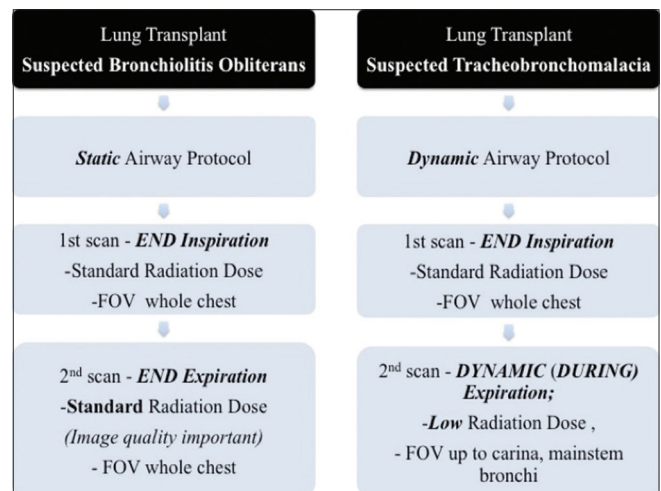 Lung Transplant
Suspected Bronchiolitis Obliterans
Static Airway Protocol
1st scan - END Inspiration
-Standard Radiation Dose
-FOV whole chest
2nd scan - END Expiration
-Standard Radiation Dose
(Image quality important)
- FOV whole chest
Lung Transplant
Suspected Tracheobronchomalacia
Dynamic Airway Protocol
1st scan - END Inspiration
-Standard Radiation Dose
-FOV whole chest
2nd scan - DYNAMIC (DURING)
Expiration;
-Low Radiation Dose ,
- FOV up to carina, mainstem
bronchi